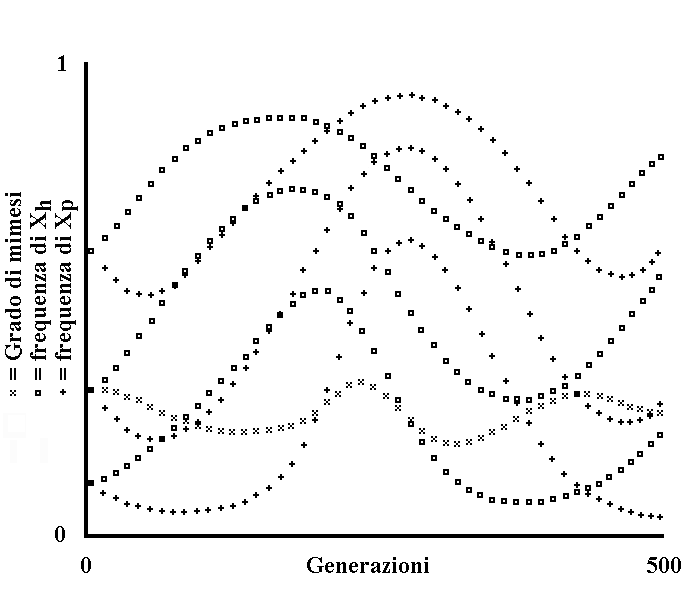 1
× = Grado di mimesi
□ = frequenza di Xh
+ = frequenza di Xp
0
0 Generazioni 500